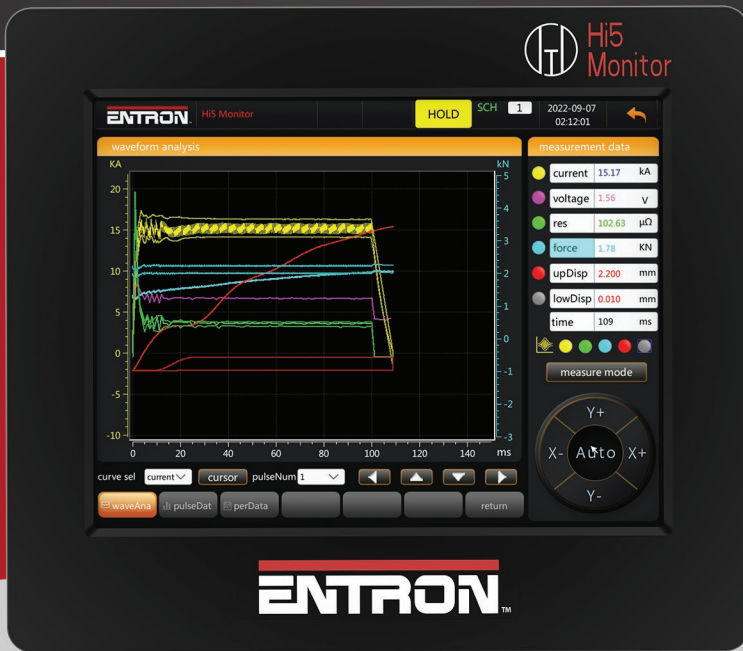 Hi5
Monitor
ENTRON
Hi5 Monitor
HOLD
SCH
1
2022-09-07
02:12:01
waveform analysis
measurement data
KA
kN
20
15
10
5
0
-5
-10
5
4
3
2
1
0
-1
-2
-3
0
20
40
60
80
100
120
140
ms
current
15.17
kA
voltage
1.56
V
res
102.63
μΩ
force
1.78
KN
upDisp
2.200
mm
lowDisp
0.010
mm
time
109
ms
measure mode
Y+
X-
Auto
X+
Y-
curve sel
current
cursor
pulseNum
1
waveAna
pulseDat
perData
return
ENTRON
TM